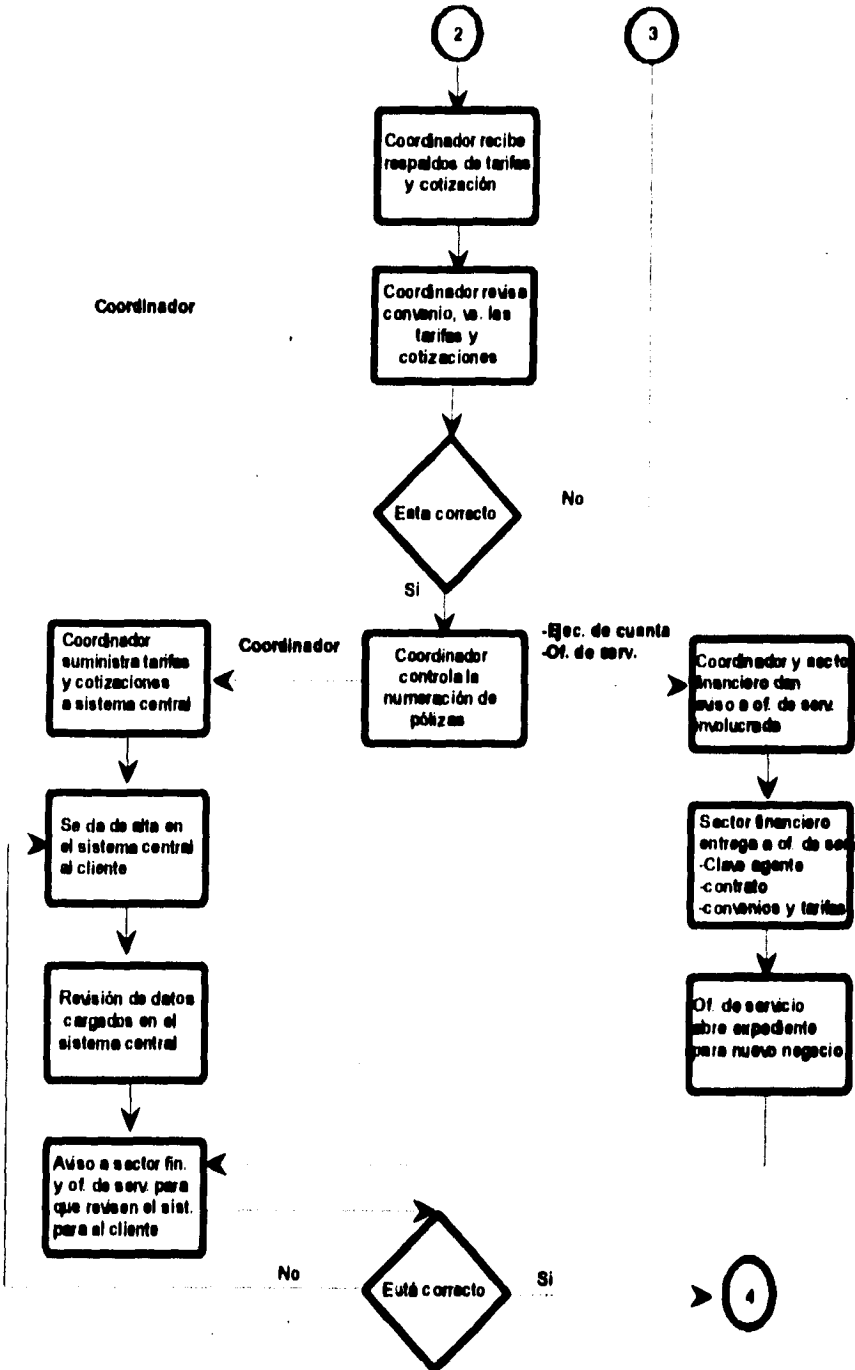 2
3
Coordinador recibe
respaldos de tarifas
y cotización
Coordinador
Coordinador revisa
convenio, vs. las
tarifas y
cotizaciones
Esta correcto
No
Si
Coordinador
suministra tarifas
y cotizaciones
a sistema central
Coordinador
Coordinador
controla la
numeración de
pólizas
-Ejec. de cuenta
-Of. de serv.
Coordinador y secto
financiero dan
aviso a of. de serv.
involucrada
Se da de alta en
el sistema central
al cliente
Sector financiero
entrega a of. de ser
-Clave agente
-contrato
-convenios y tarifas
Revisión de datos
cargados en el
sistema central
Of. de servicio
abre expediente
para nuevo negocio
Aviso a sector fin.
y of. de serv. para
que revisen el sist.
para al cliente
No
Está correcto
Si
4